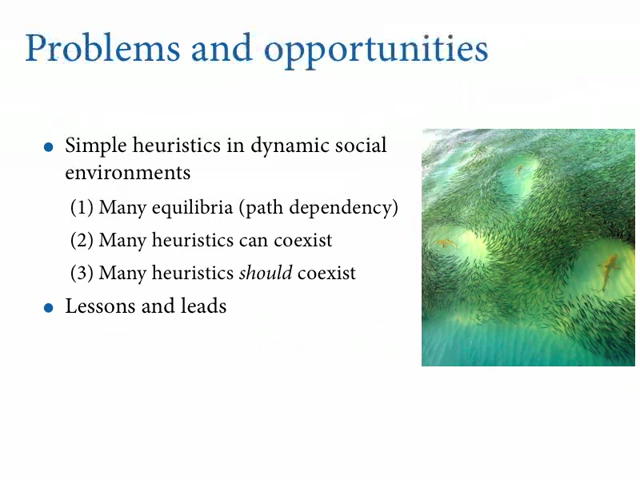 Problems and opportunities
Simple heuristics in dynamic social
environments
(1) Many equilibria (path dependency)
(2) Many heuristics can coexist
(3) Many heuristics should coexist
Lessons and leads